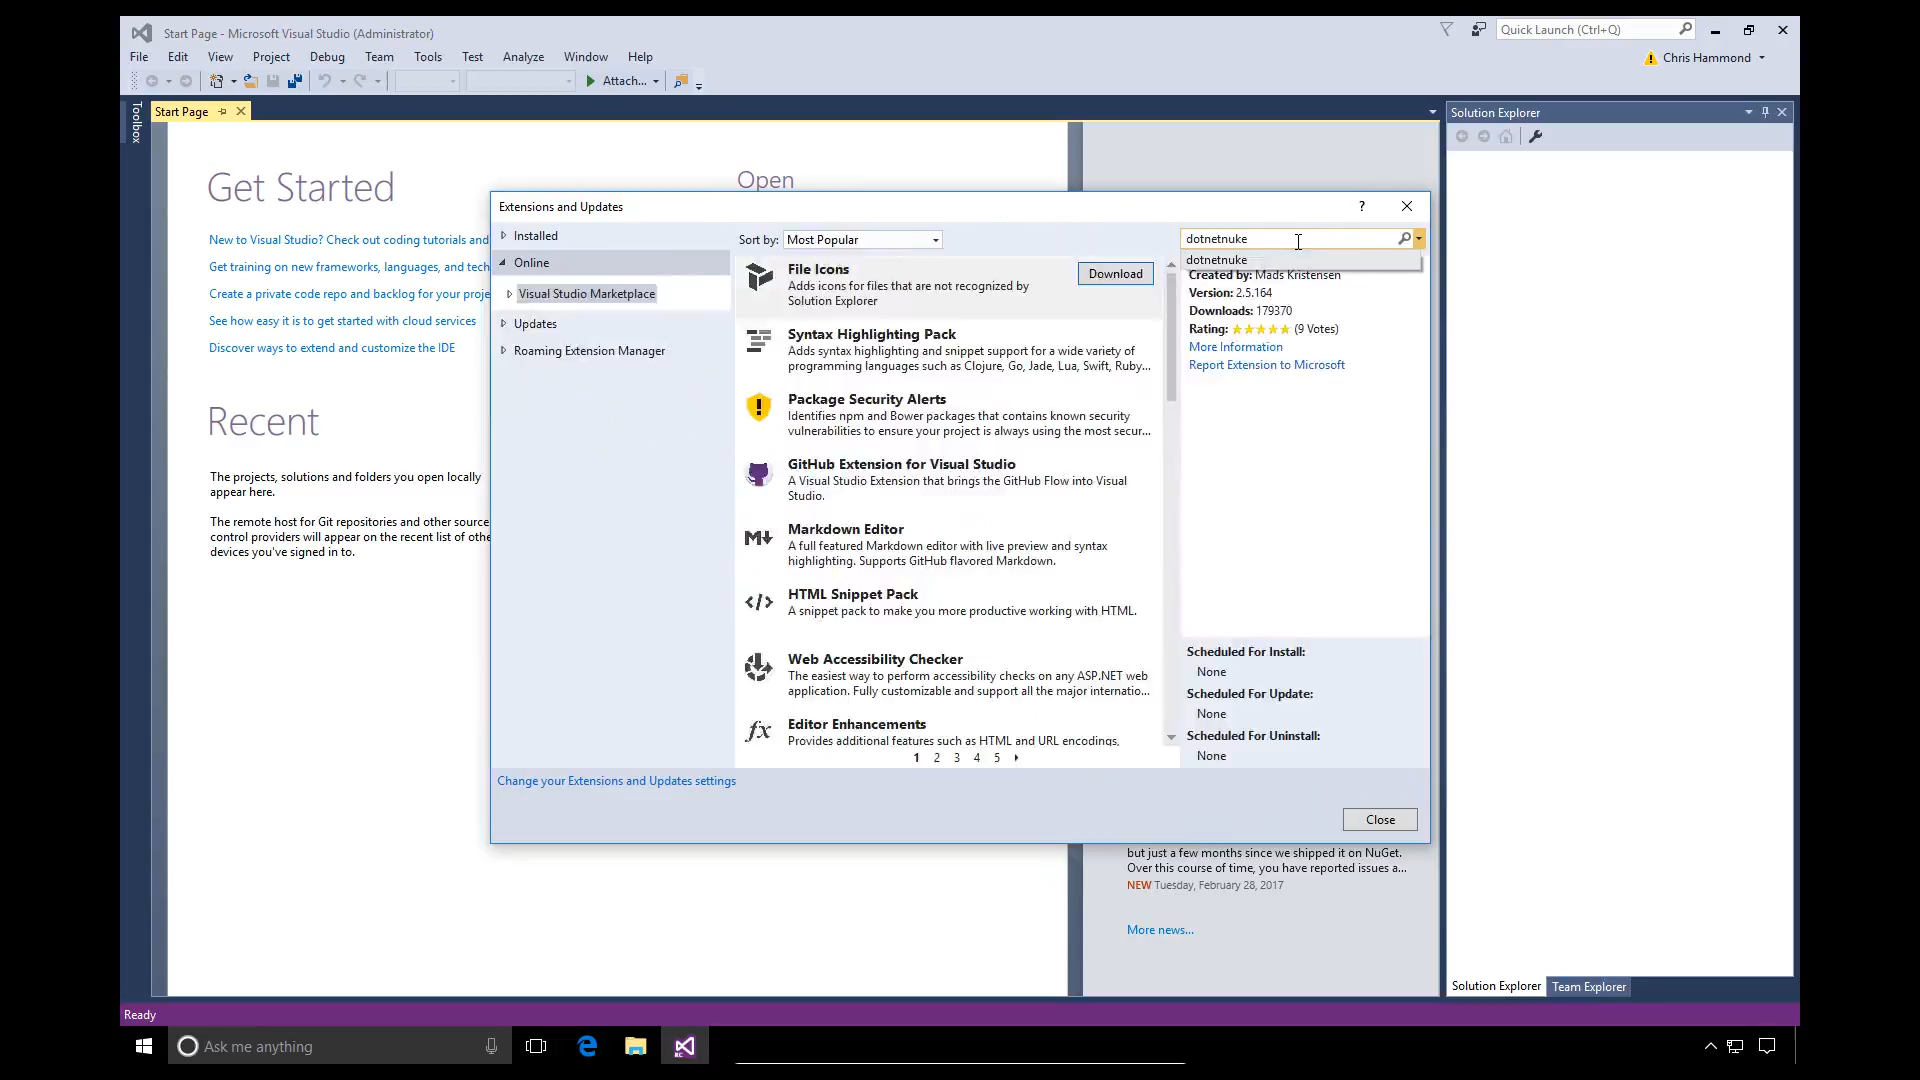 Start Page - Microsoft Visual Studio (Administrator)
Quick Launch (Ctrl+Q)
File Edit View Project Debug Team Tools Test Analyze Window Help
Chris Hammond
Attach...
Toolbox
Start Page
Solution Explorer
Get Started
New to Visual Studio? Check out coding tutorials and
Get training on new frameworks, languages, and tech
Create a private code repo and backlog for your proje
See how easy it is to get started with cloud services
Discover ways to extend and customize the IDE
Recent
The projects, solutions and folders you open locally
appear here.
The remote host for Git repositories and other source
control providers will appear on the recent list of othe
devices you've signed in to.
Open
Extensions and Updates
?
Installed
Online
Visual Studio Marketplace
Updates
Roaming Extension Manager
Sort by: Most Popular
File Icons
Adds icons for files that are not recognized by
Solution Explorer
Download
Syntax Highlighting Pack
Adds syntax highlighting and snippet support for a wide variety of
programming languages such as Clojure, Go, Jade, Lua, Swift, Ruby...
Package Security Alerts
Identifies npm and Bower packages that contains known security
vulnerabilities to ensure your project is always using the most secur...
GitHub Extension for Visual Studio
A Visual Studio Extension that brings the GitHub Flow into Visual
Studio.
Markdown Editor
A full featured Markdown editor with live preview and syntax
highlighting. Supports GitHub flavored Markdown.
HTML Snippet Pack
A snippet pack to make you more productive working with HTML.
Web Accessibility Checker
The easiest way to perform accessibility checks on any ASP.NET web
application. Fully customizable and support all the major internatio...
Editor Enhancements
Provides additional features such as HTML and URL encodings,
1 2 3 4 5
dotnetnuke
dotnetnuke
Created by: Mads Kristensen
Version: 2.5.164
Downloads: 179370
Rating: (9 Votes)
More Information
Report Extension to Microsoft
Scheduled For Install:
None
Scheduled For Update:
None
Scheduled For Uninstall:
None
Change your Extensions and Updates settings
Close
but just a few months since we shipped it on NuGet.
Over this course of time, you have reported issues a...
NEW Tuesday, February 28, 2017
More news...
Solution Explorer Team Explorer
Ready
Ask me anything